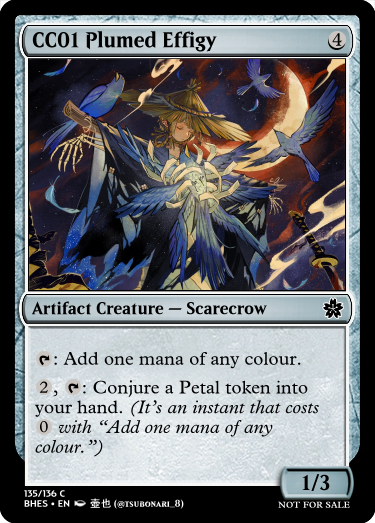 CC01 Plumed Effigy 4
Artifact Creature — Scarecrow
: Add one mana of any colour.
2, : Conjure a Petal token into
your hand. (It's an instant that costs
0 with “Add one mana of any
colour.”)
1/3
135/136 C
BHES • EN 壺也 (@TSUBONARI_8)
NOT FOR SALE